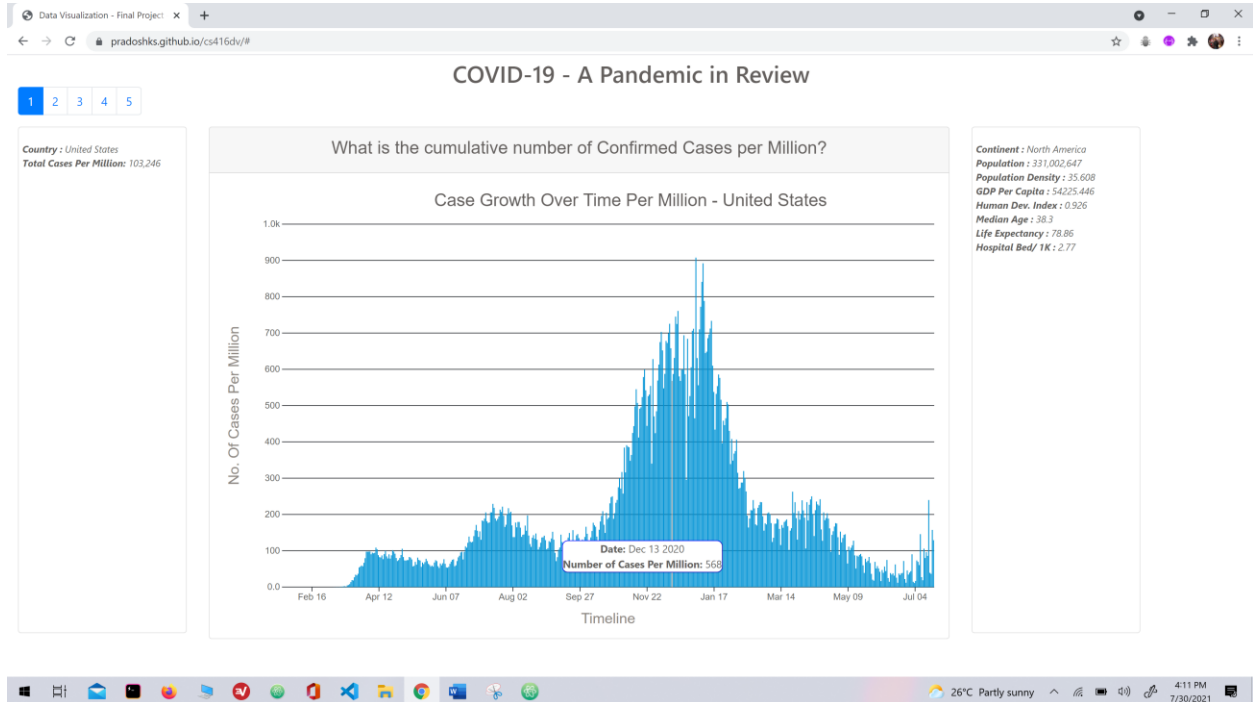 Data Visualization - Final Project
pradoshks.github.io/cs416dv/#
COVID-19 - A Pandemic in Review
1 2 3 4 5
Country : United States
Total Cases Per Million: 103,246
What is the cumulative number of Confirmed Cases per Million?
Case Growth Over Time Per Million - United States
No. Of Cases Per Million
1.0k
900
800
700
600
500
400
300
200
100
0.0
Date: Dec 13 2020
Number of Cases Per Million: 568
Feb 16 Apr 12 Jun 07 Aug 02 Sep 27 Nov 22 Jan 17 Mar 14 May 09 Jul 04
Timeline
Continent : North America
Population : 331,002,647
Population Density : 35.608
GDP Per Capita : 54225.446
Human Dev. Index : 0.926
Median Age : 38.3
Life Expectancy : 78.86
Hospital Bed/ 1K : 2.77
26°C Partly sunny
4:11 PM
7/30/2021